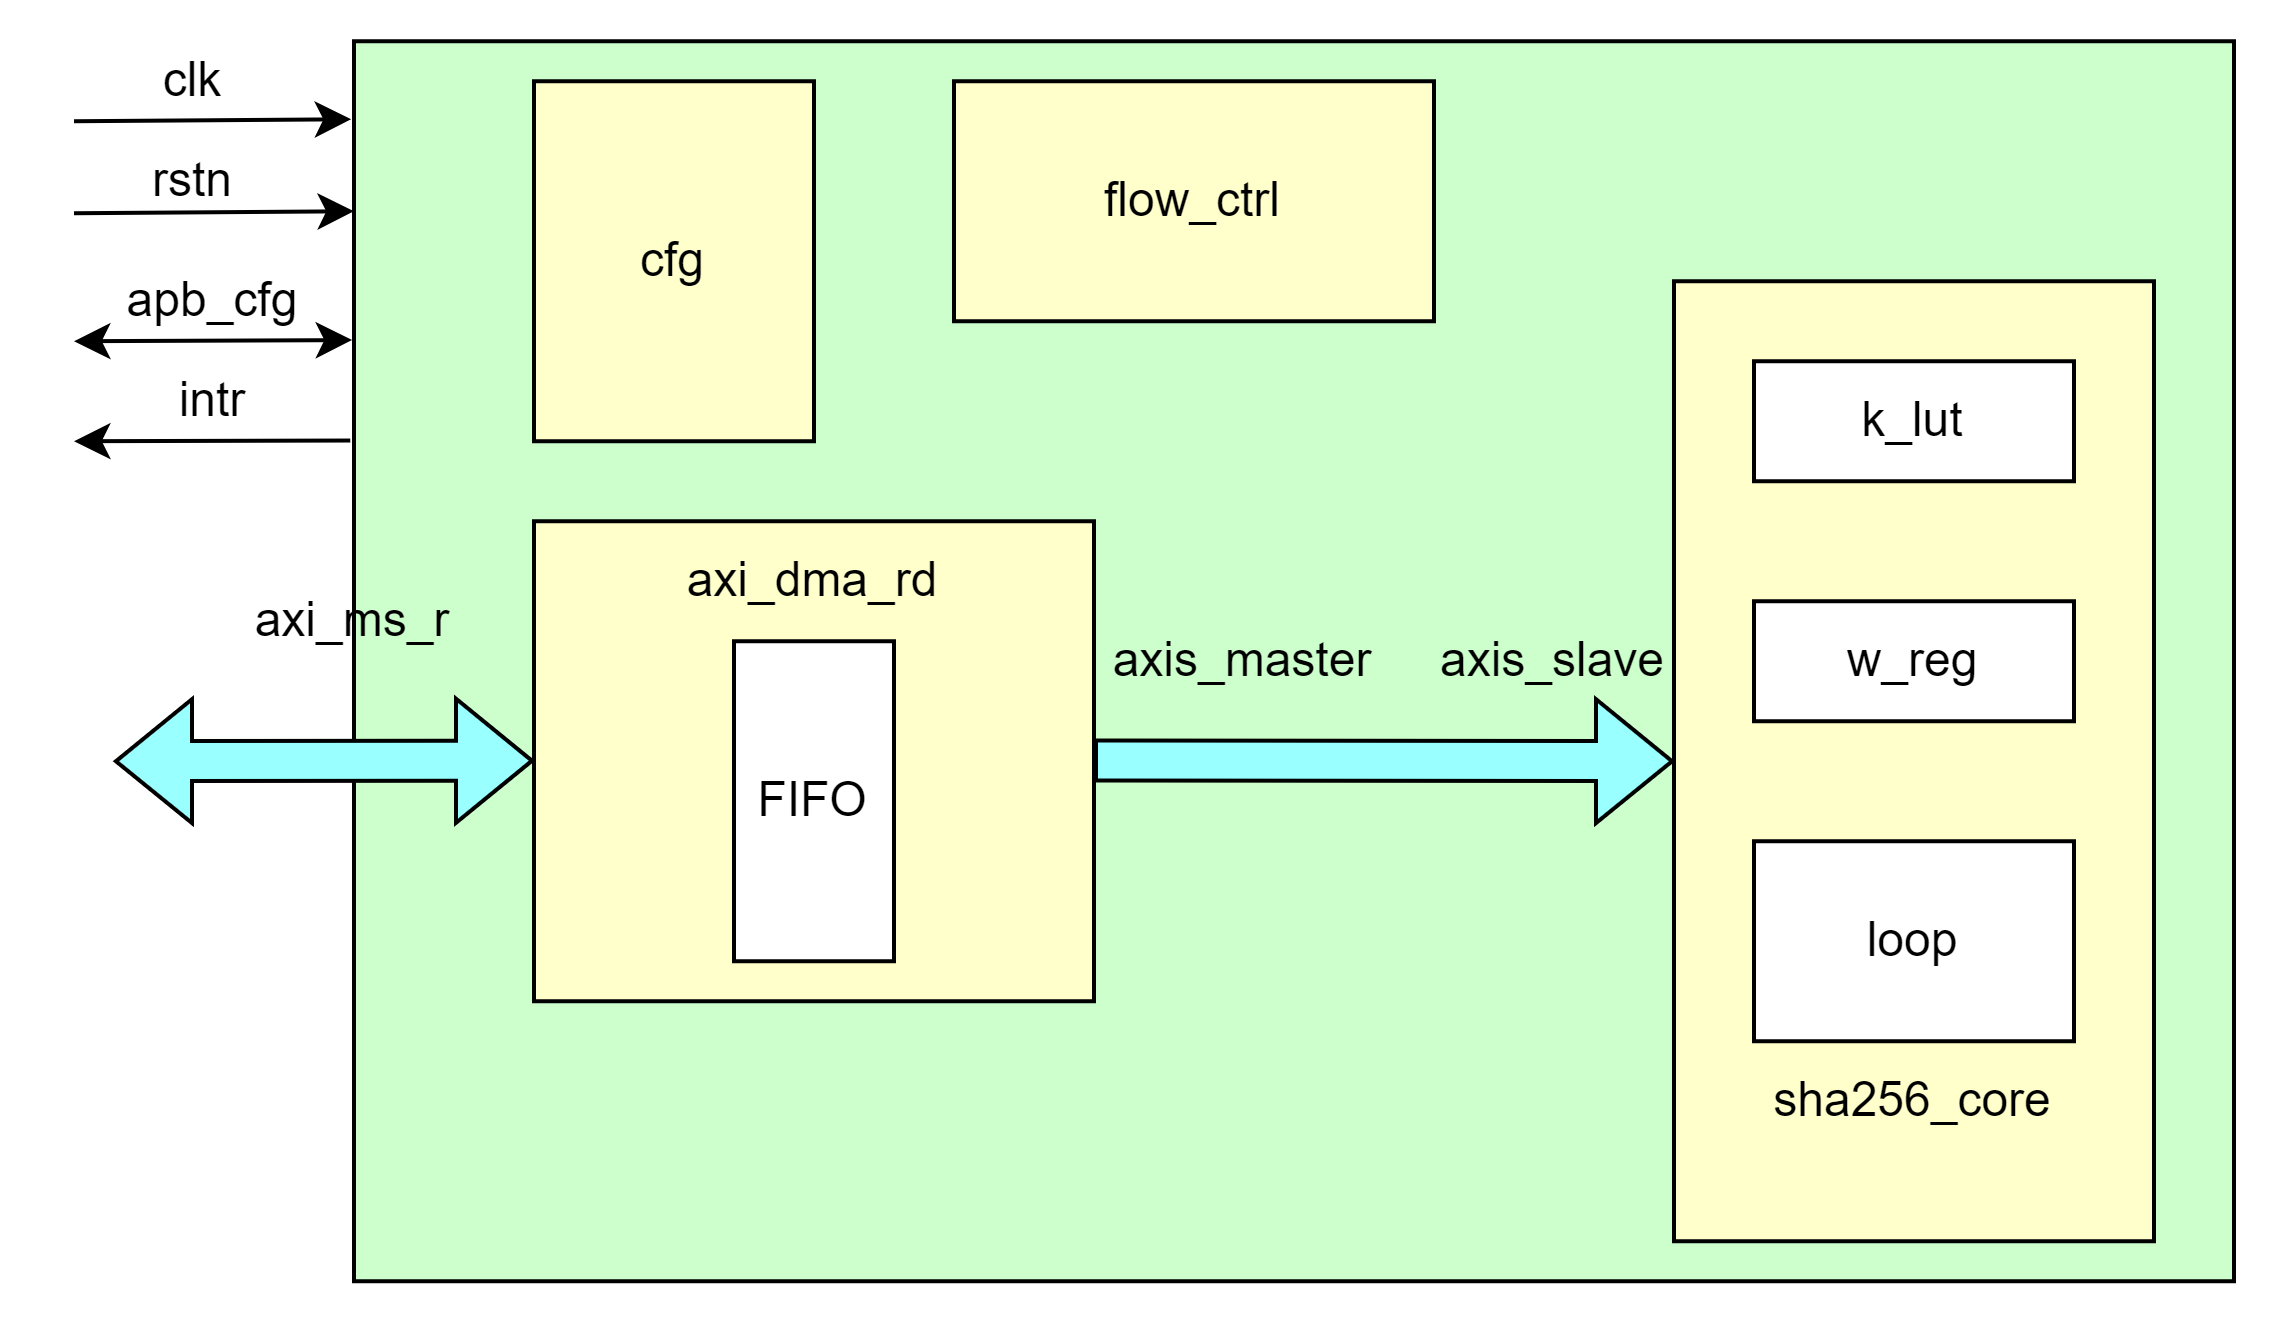 clk
rstn
apb_cfg
intr
axi_ms_r
cfg
flow_ctrl
axi_dma_rd
FIFO
axis_master
axis_slave
k_lut
w_reg
loop
sha256_core